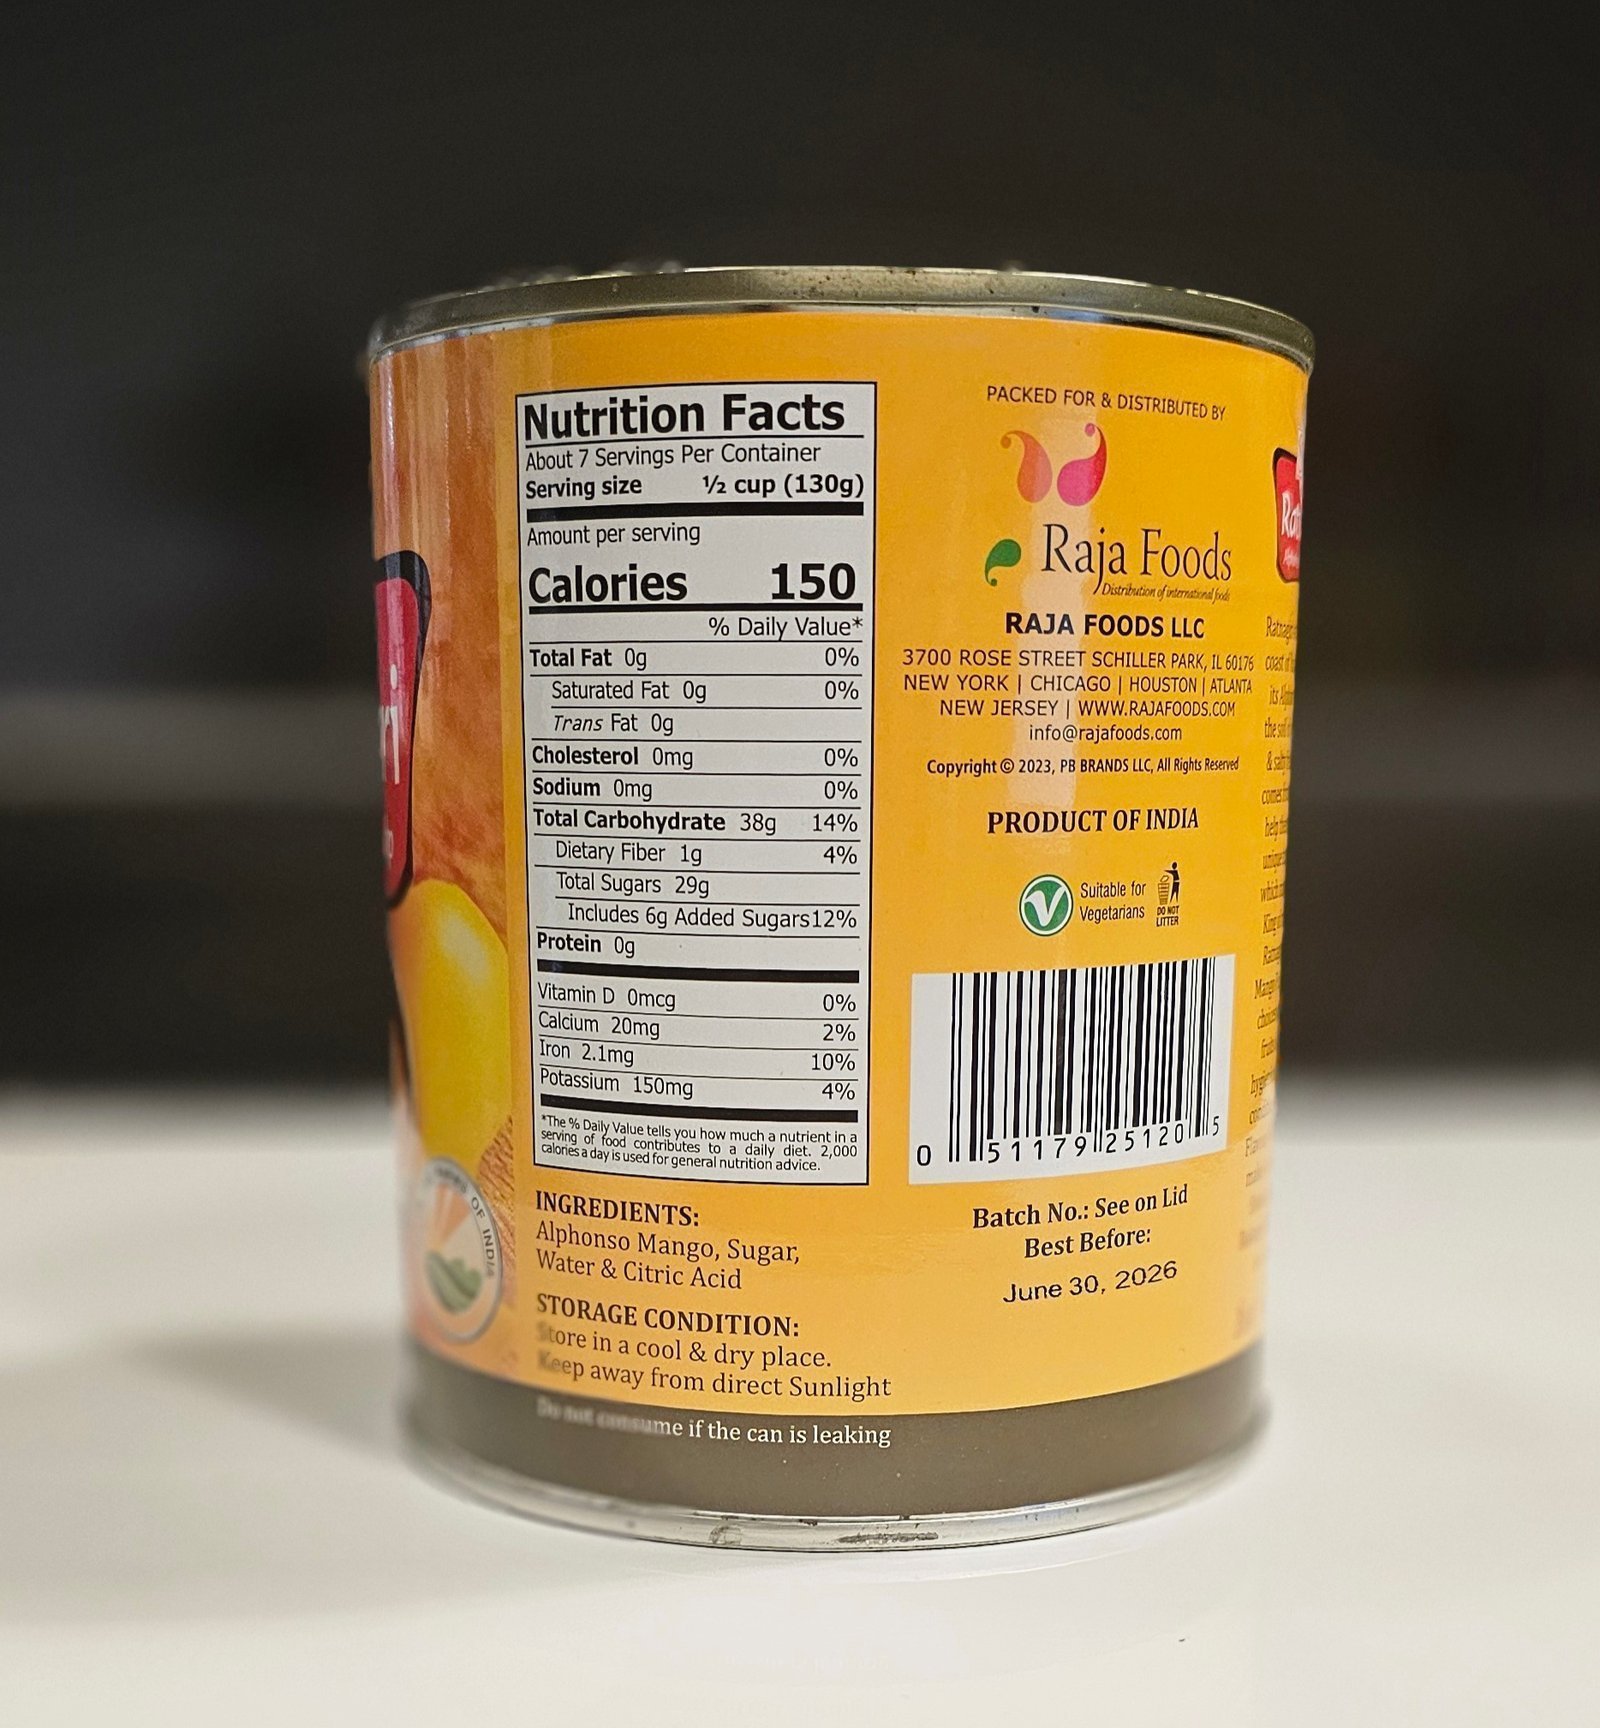 Nutrition Facts
About 7 Servings Per Container
Serving size ½ cup (130g)
Amount per serving
Calories 150
% Daily Value*
Total Fat 0g 0%
Saturated Fat 0g 0%
Trans Fat 0g
Cholesterol 0mg 0%
Sodium 0mg 0%
Total Carbohydrate 38g 14%
Dietary Fiber 1g 4%
Total Sugars 29g
Includes 6g Added Sugars 12%
Protein 0g
Vitamin D 0mcg 0%
Calcium 20mg 2%
Iron 2.1mg 10%
Potassium 150mg 4%
*The % Daily Value tells you how much a nutrient in a
serving of food contributes to a daily diet. 2,000
calories a day is used for general nutrition advice.
INGREDIENTS:
Alphonso Mango, Sugar,
Water & Citric Acid
STORAGE CONDITION:
Store in a cool & dry place.
Keep away from direct Sunlight
Do not consume if the can is leaking
OF INDIA
PACKED FOR & DISTRIBUTED BY
Raja Foods
Distribution of international foods
RAJA FOODS LLC
3700 ROSE STREET SCHILLER PARK, IL 60176
NEW YORK | CHICAGO | HOUSTON | ATLANTA
NEW JERSEY | WWW.RAJAFOODS.COM
info@rajafoods.com
Copyright © 2023, PB BRANDS LLC, All Rights Reserved
PRODUCT OF INDIA
V
Suitable for
Vegetarians
DO NOT
LITTER
0 51179 25120 5
Batch No.: See on Lid
Best Before:
June 30, 2026